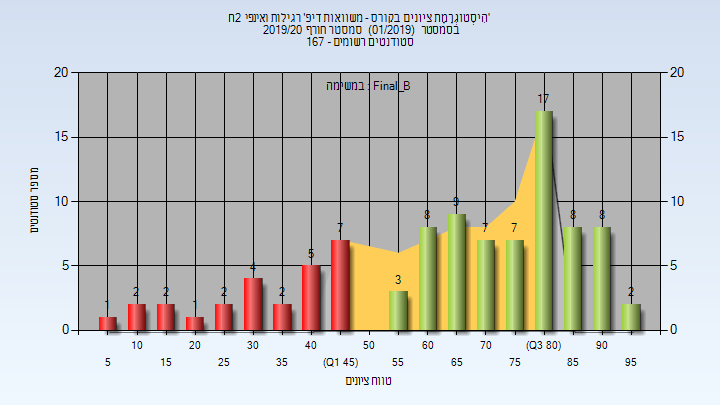 היסטוגרמת ציונים בקורס - משוואות דיפ' רגילות ואינפי 2ח'
בסמסטר (01/2019) סמסטר חורף 2019/20
סטודנטים רשומים - 167
במשימה : Final_B
20 20
15 15
10 10
5 5
0 0
מספר סטודנטים
1 2 2 1 2 4 2 5 7 3 8 9 7 7 17 8 8 2
10 20 30 40 50 60 70 (Q3 80) 90
5 15 25 35 (Q1 45) 55 65 75 85 95
טווח ציונים